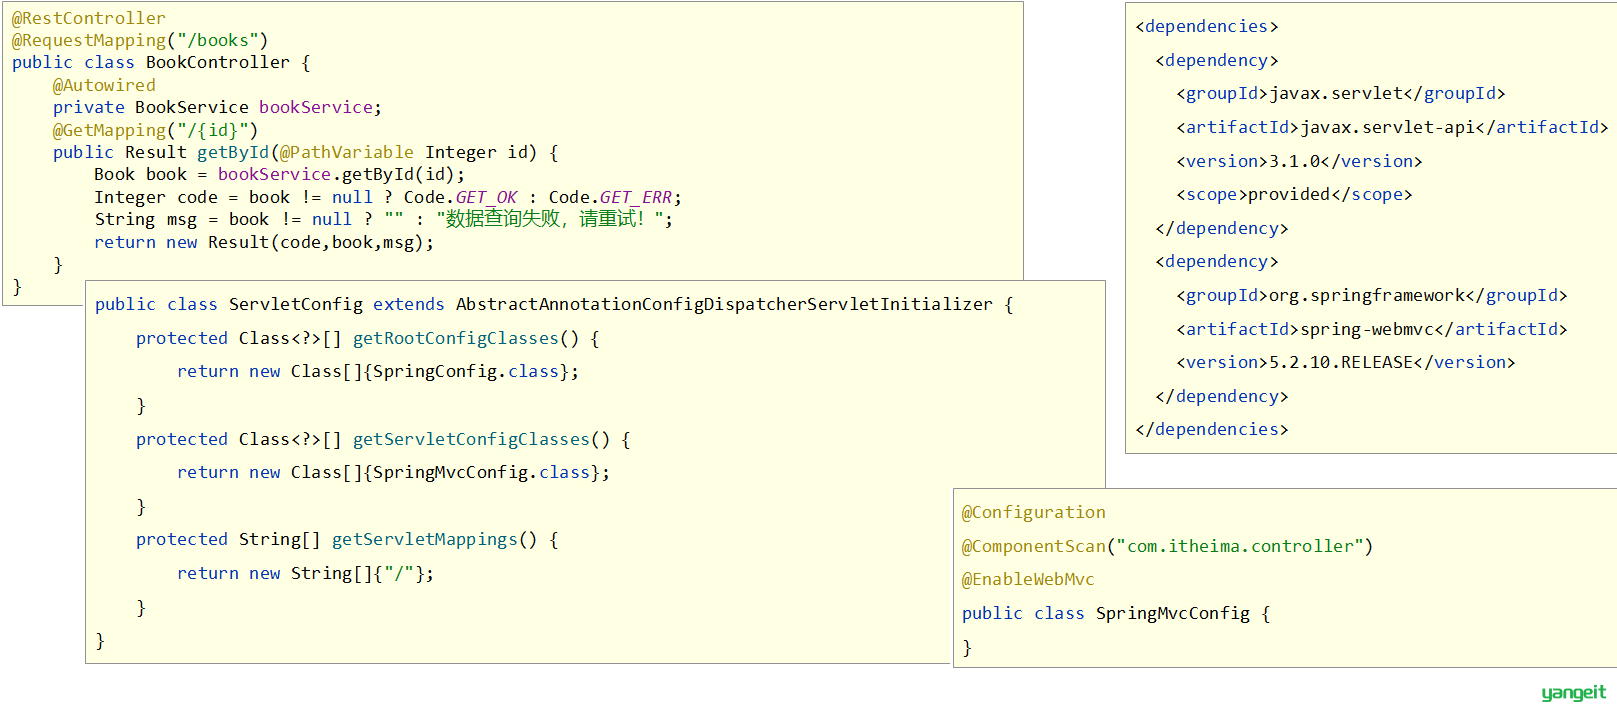 @RestController
@RequestMapping("/books")
public class BookController {
    @Autowired
    private BookService bookService;
    @GetMapping("/{id}")
    public Result getById(@PathVariable Integer id) {
        Book book = bookService.getById(id);
        Integer code = book != null ? Code.GET_OK : Code.GET_ERR;
        String msg = book != null ? "" : "数据查询失败，请重试！";
        return new Result(code,book,msg);
    }
}
public class ServletConfig extends AbstractAnnotationConfigDispatcherServletInitializer {
    protected Class<?>[] getRootConfigClasses() {
        return new Class[]{SpringConfig.class};
    }
    protected Class<?>[] getServletConfigClasses() {
        return new Class[]{SpringMvcConfig.class};
    }
    protected String[] getServletMappings() {
        return new String[]{"/"};
    }
}
<dependencies>
  <dependency>
    <groupId>javax.servlet</groupId>
    <artifactId>javax.servlet-api</artifactId>
    <version>3.1.0</version>
    <scope>provided</scope>
  </dependency>
  <dependency>
    <groupId>org.springframework</groupId>
    <artifactId>spring-webmvc</artifactId>
    <version>5.2.10.RELEASE</version>
  </dependency>
</dependencies>
@Configuration
@ComponentScan("com.itheima.controller")
@EnableWebMvc
public class SpringMvcConfig {
}
yangeit